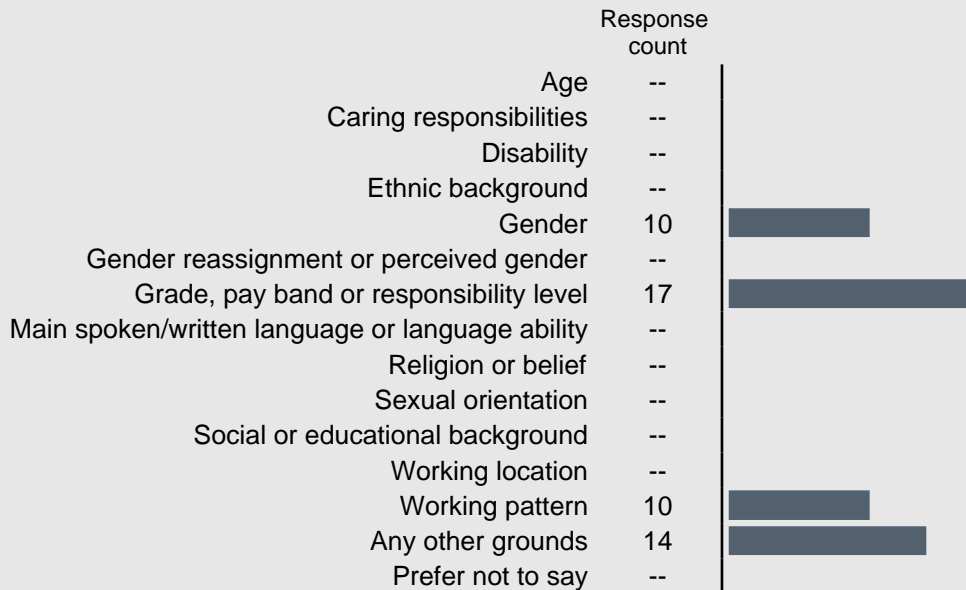 Response
count
Age --
Caring responsibilities --
Disability --
Ethnic background --
Gender 10
Gender reassignment or perceived gender --
Grade, pay band or responsibility level 17
Main spoken/written language or language ability --
Religion or belief --
Sexual orientation --
Social or educational background --
Working location --
Working pattern 10
Any other grounds 14
Prefer not to say --